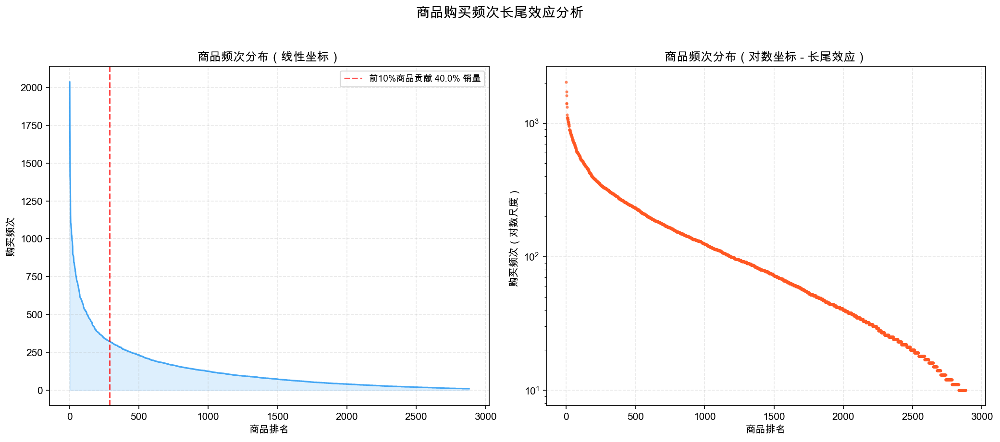 商品购买频次长尾效应分析
商品频次分布（线性坐标）
前10%商品贡献 40.0% 销量
购买频次
2000
1750
1500
1250
1000
750
500
250
0
0 500 1000 1500 2000 2500 3000
商品排名
商品频次分布（对数坐标 - 长尾效应）
购买频次（对数尺度）
10³
10²
10¹
0 500 1000 1500 2000 2500 3000
商品排名